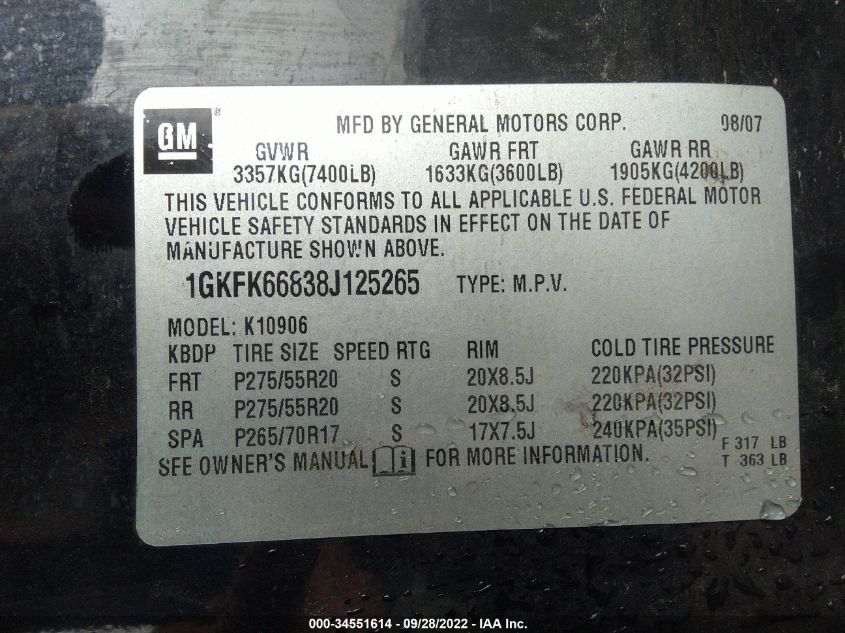 GM ®
MFD BY GENERAL MOTORS CORP. 08/07
GVWR GAWR FRT GAWR RR
3357KG(7400LB) 1633KG(3600LB) 1905KG(4200LB)
THIS VEHICLE CONFORMS TO ALL APPLICABLE U.S. FEDERAL MOTOR
VEHICLE SAFETY STANDARDS IN EFFECT ON THE DATE OF
MANUFACTURE SHOWN ABOVE.
1GKFK66838J125265 TYPE: M.P.V.
MODEL: K10906
KBDP TIRE SIZE SPEED RTG RIM COLD TIRE PRESSURE
FRT P275/55R20 S 20X8.5J 220KPA(32PSI)
RR P275/55R20 S 20X8.5J 220KPA(32PSI)
SPA P265/70R17 S 17X7.5J 240KPA(35PSI)
F 317 LB
SEE OWNER'S MANUAL i FOR MORE INFORMATION. T 363 LB
000-34551614 - 09/28/2022 - IAA Inc.